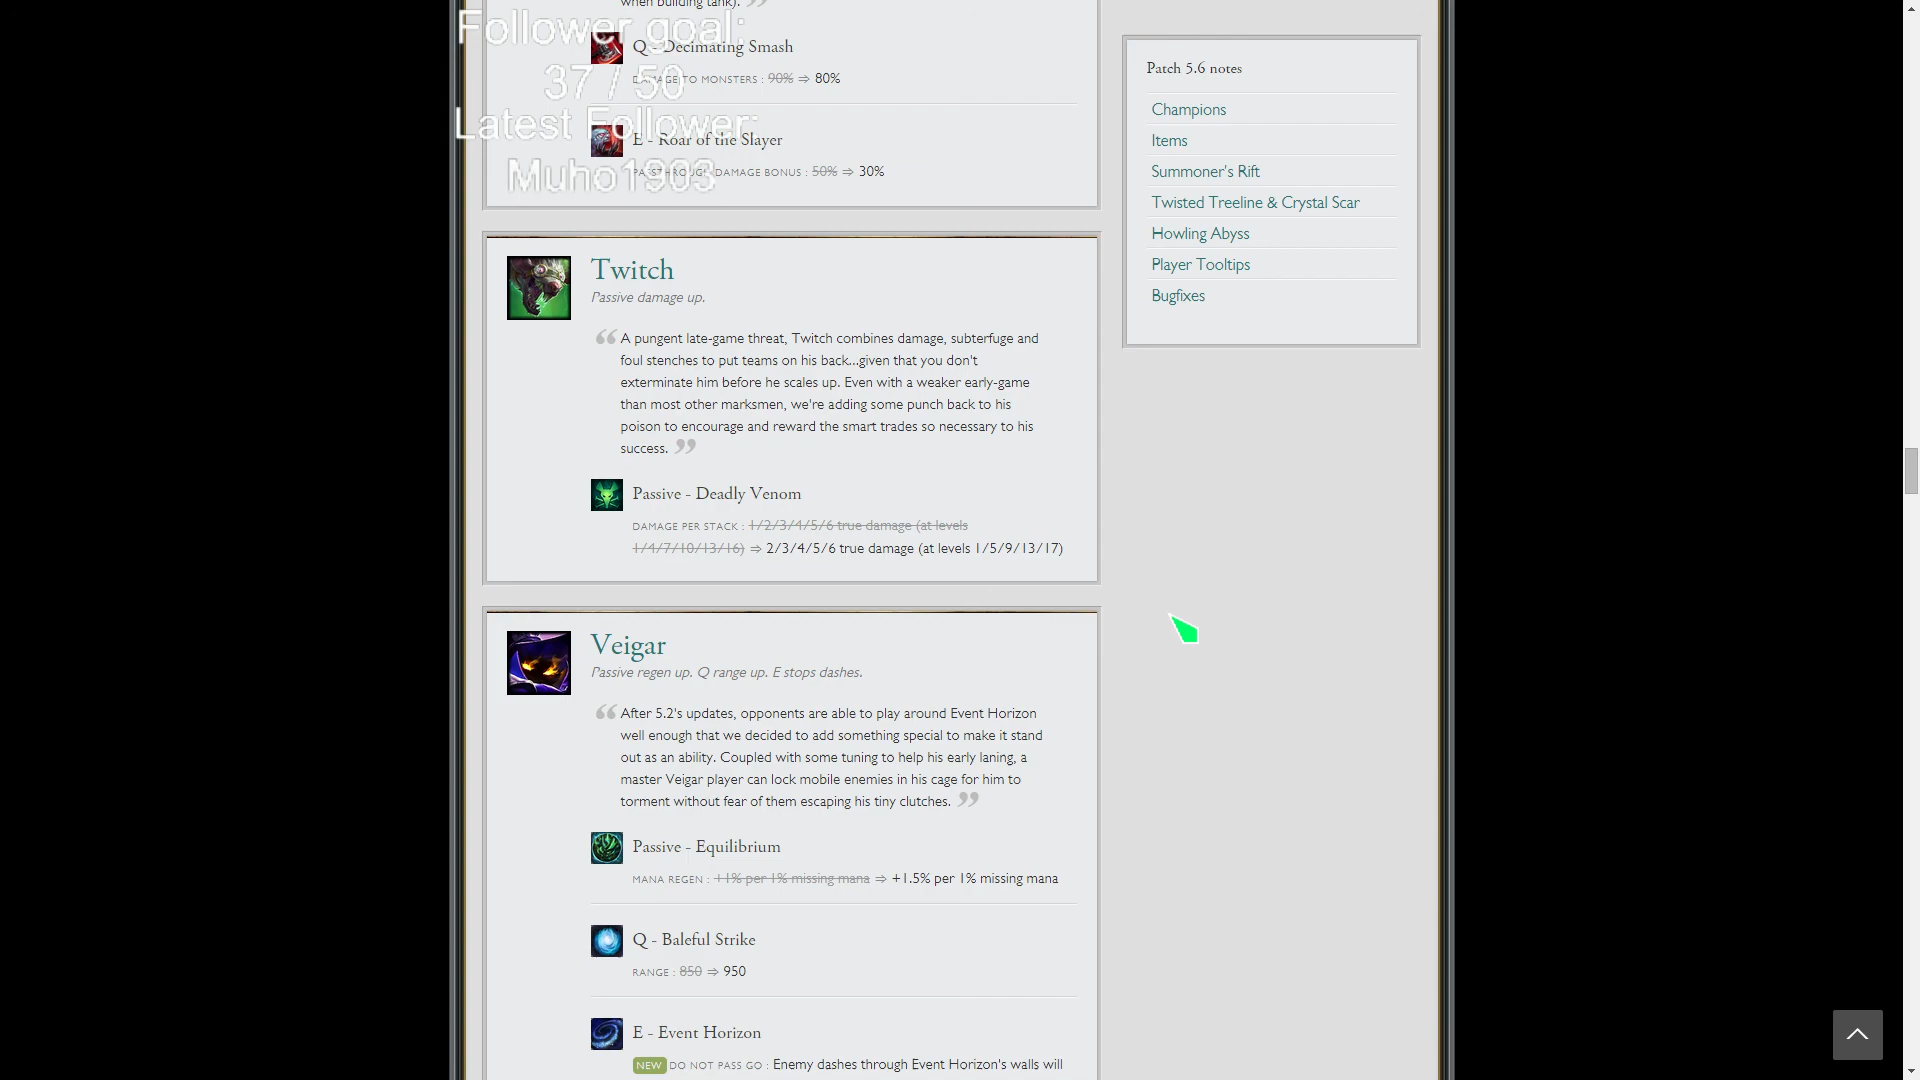 when building tank).
Follower goal:
37 / 50
Latest Follower:
Muho1903
Q - Decimating Smash
DAMAGE TO MONSTERS : 90% ⇒ 80%
E - Roar of the Slayer
PASSTHROUGH DAMAGE BONUS : 50% ⇒ 30%
Twitch
Passive damage up.
“ A pungent late-game threat, Twitch combines damage, subterfuge and
foul stenches to put teams on his back...given that you don't
exterminate him before he scales up. Even with a weaker early-game
than most other marksmen, we're adding some punch back to his
poison to encourage and reward the smart trades so necessary to his
success. ”
Passive - Deadly Venom
DAMAGE PER STACK : 1/2/3/4/5/6 true damage (at levels
1/4/7/10/13/16) ⇒ 2/3/4/5/6 true damage (at levels 1/5/9/13/17)
Veigar
Passive regen up. Q range up. E stops dashes.
“ After 5.2's updates, opponents are able to play around Event Horizon
well enough that we decided to add something special to make it stand
out as an ability. Coupled with some tuning to help his early laning, a
master Veigar player can lock mobile enemies in his cage for him to
torment without fear of them escaping his tiny clutches. ”
Passive - Equilibrium
MANA REGEN : +1% per 1% missing mana ⇒ +1.5% per 1% missing mana
Q - Baleful Strike
RANGE : 850 ⇒ 950
E - Event Horizon
NEW DO NOT PASS GO : Enemy dashes through Event Horizon's walls will
Patch 5.6 notes
Champions
Items
Summoner's Rift
Twisted Treeline & Crystal Scar
Howling Abyss
Player Tooltips
Bugfixes